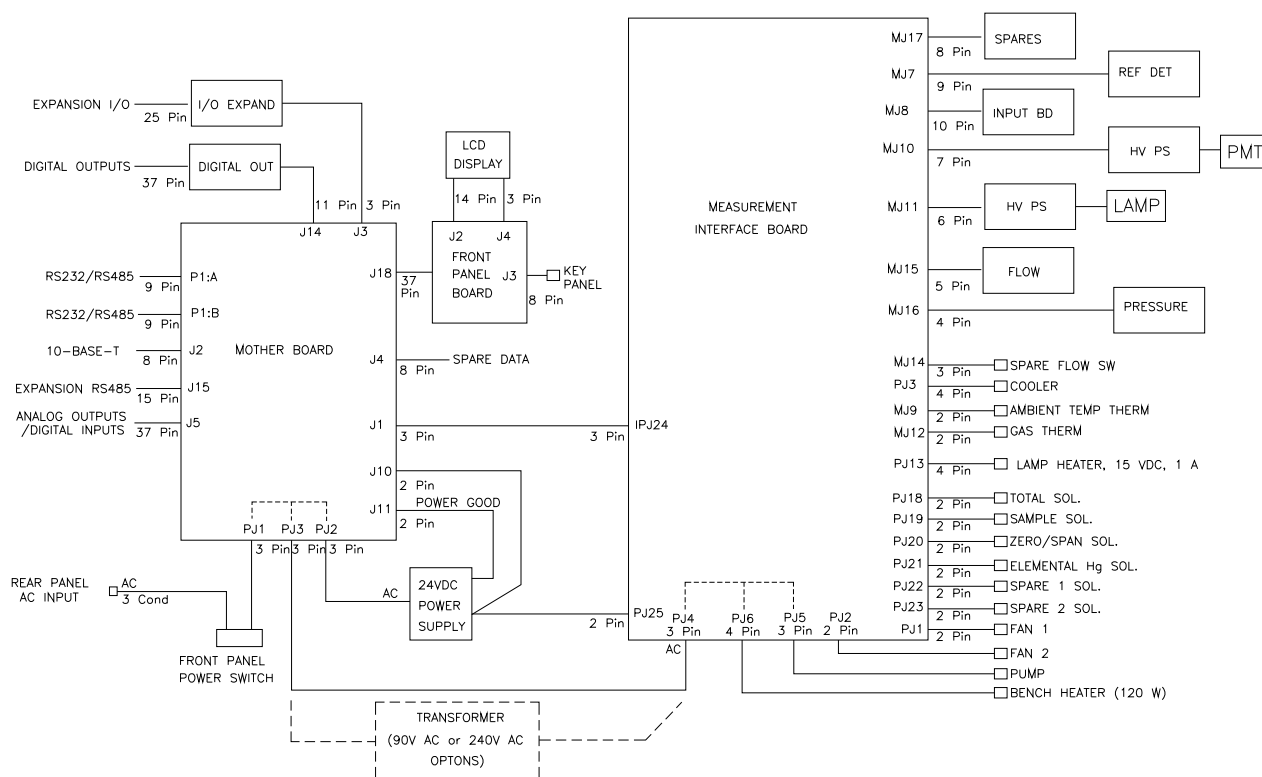 EXPANSION I/O
25 Pin
I/O EXPAND
DIGITAL OUTPUTS
37 Pin
DIGITAL OUT
11 Pin
3 Pin
J14
J3
LCD
DISPLAY
14 Pin
3 Pin
J2
J4
FRONT
PANEL
BOARD
J3
8 Pin
KEY
PANEL
J18
37
Pin
RS232/RS485
9 Pin
P1:A
RS232/RS485
9 Pin
P1:B
10-BASE-T
8 Pin
J2
MOTHER BOARD
EXPANSION RS485
15 Pin
J15
ANALOG OUTPUTS
/DIGITAL INPUTS
37 Pin
J5
J4
8 Pin
SPARE DATA
J1
3 Pin
3 Pin
IPJ24
J10
2 Pin
POWER GOOD
J11
2 Pin
PJ1
PJ3
PJ2
3 Pin
3 Pin
3 Pin
REAR PANEL
AC INPUT
AC
3 Cond
FRONT PANEL
POWER SWITCH
AC
24VDC
POWER
SUPPLY
2 Pin
PJ25
TRANSFORMER
(90V AC or 240V AC
OPTONS)
MEASUREMENT
INTERFACE BOARD
MJ17
8 Pin
SPARES
MJ7
9 Pin
REF DET
MJ8
10 Pin
INPUT BD
MJ10
7 Pin
HV PS
PMT
MJ11
6 Pin
HV PS
LAMP
MJ15
5 Pin
FLOW
MJ16
4 Pin
PRESSURE
MJ14
3 Pin
SPARE FLOW SW
PJ3
4 Pin
COOLER
MJ9
2 Pin
AMBIENT TEMP THERM
MJ12
2 Pin
GAS THERM
PJ13
4 Pin
LAMP HEATER, 15 VDC, 1 A
PJ18
2 Pin
TOTAL SOL.
PJ19
2 Pin
SAMPLE SOL.
PJ20
2 Pin
ZERO/SPAN SOL.
PJ21
2 Pin
ELEMENTAL Hg SOL.
PJ22
2 Pin
SPARE 1 SOL.
PJ23
2 Pin
SPARE 2 SOL.
PJ1
2 Pin
FAN 1
PJ4
3 Pin
AC
PJ6
4 Pin
PJ5
3 Pin
PJ2
2 Pin
FAN 2
PUMP
BENCH HEATER (120 W)